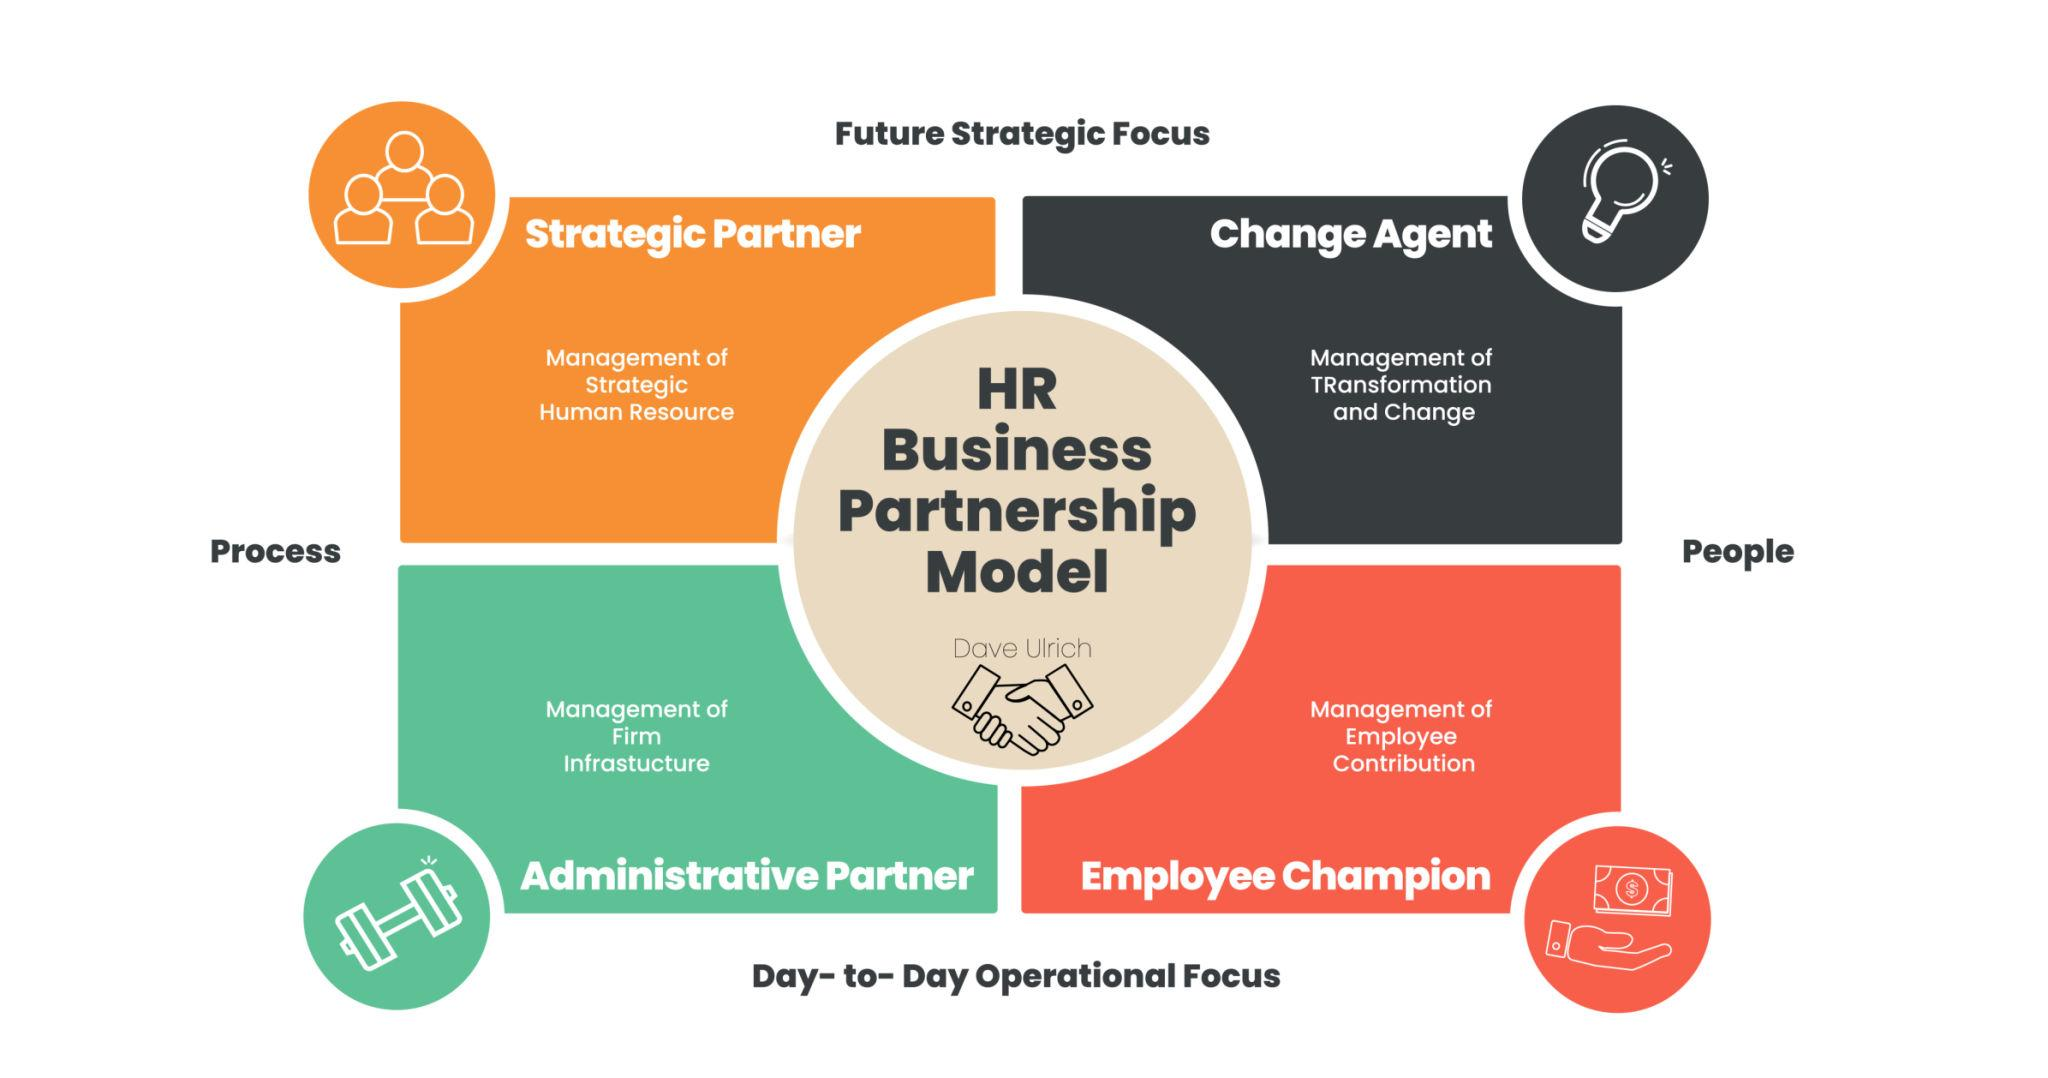 Future Strategic Focus
Strategic Partner
Change Agent
Management of
Strategic
Human Resource
Management of
TRansformation
and Change
HR
Business
Partnership
Model
Dave Ulrich
Process
People
Management of
Firm
Infrastucture
Management of
Employee
Contribution
Administrative Partner
Employee Champion
Day- to- Day Operational Focus
$